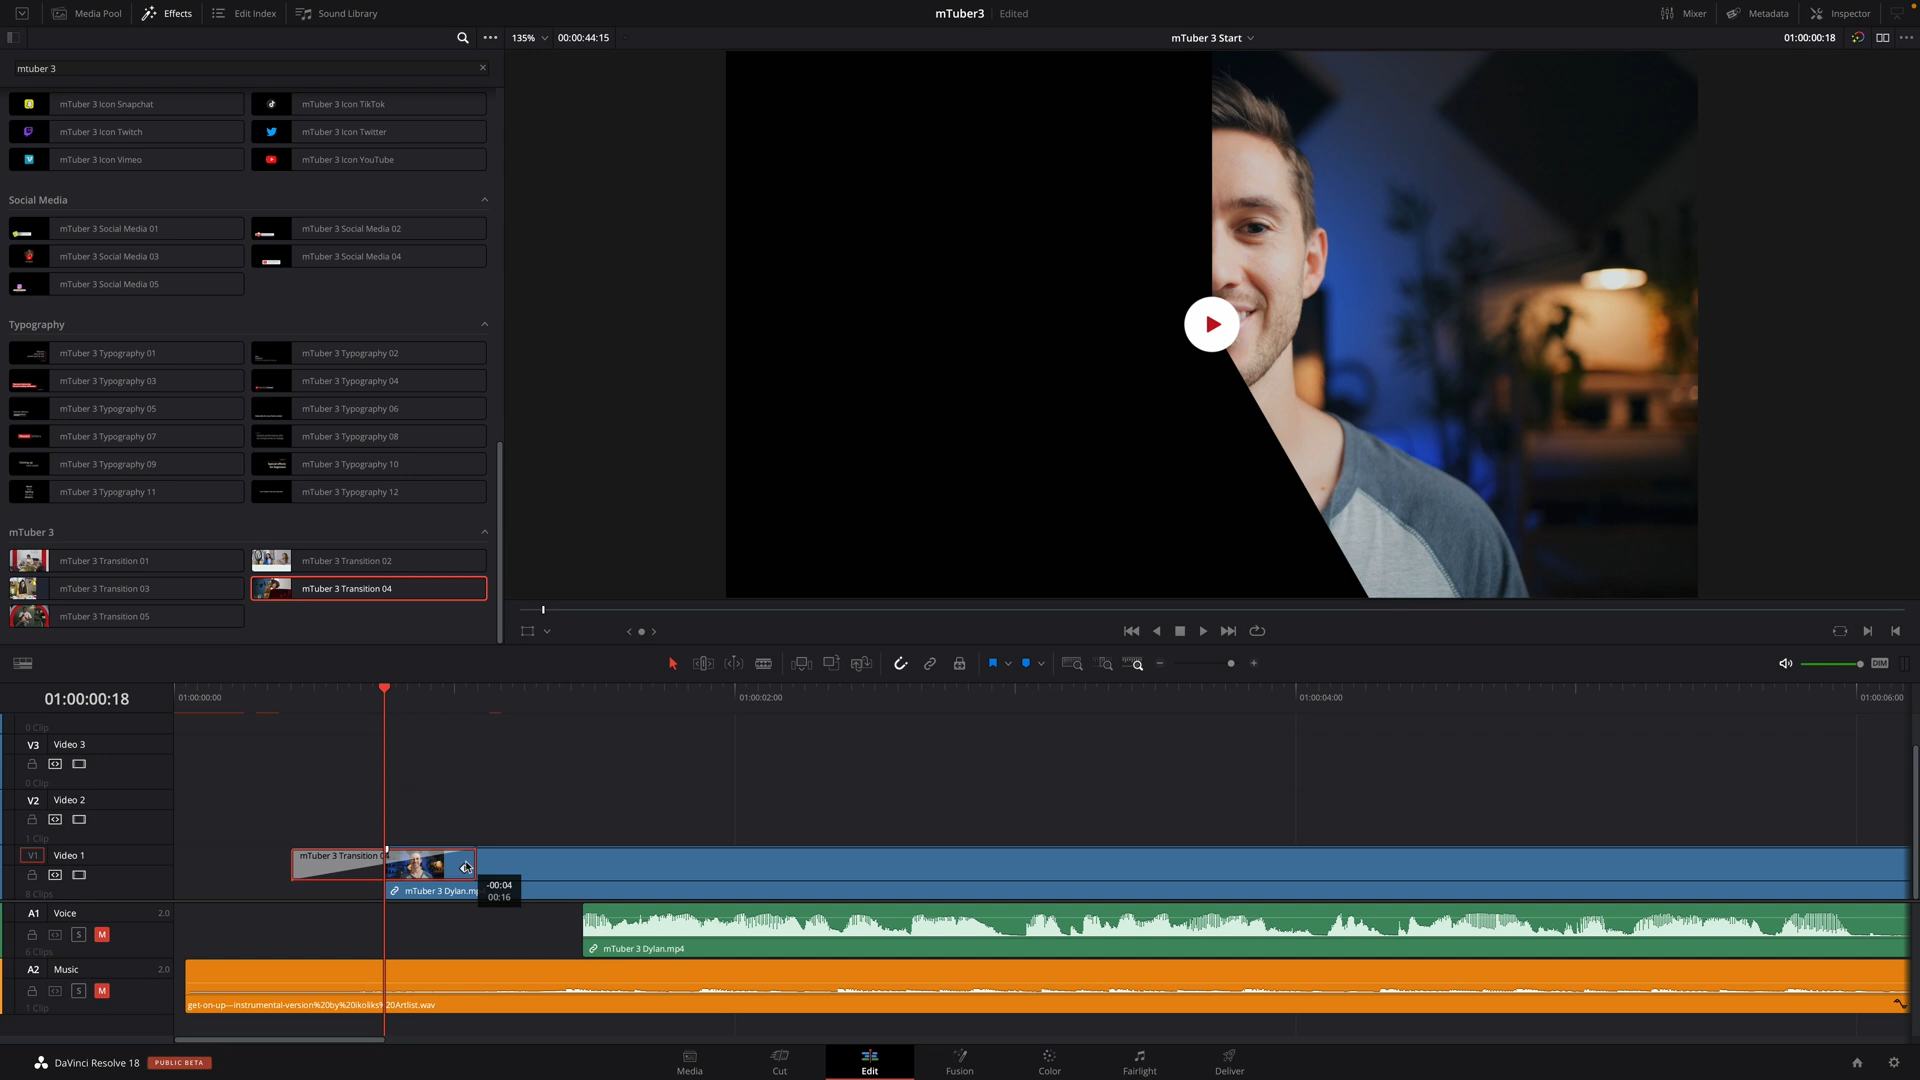 Media Pool Effects Edit Index Sound Library mTuber3 Edited Mixer Metadata Inspector
135% 00:00:44:15 mTuber 3 Start 01:00:00:18
mtuber 3
mTuber 3 Icon Snapchat mTuber 3 Icon TikTok
mTuber 3 Icon Twitch mTuber 3 Icon Twitter
mTuber 3 Icon Vimeo mTuber 3 Icon YouTube
Social Media
mTuber 3 Social Media 01 mTuber 3 Social Media 02
mTuber 3 Social Media 03 mTuber 3 Social Media 04
mTuber 3 Social Media 05
Typography
mTuber 3 Typography 01 mTuber 3 Typography 02
mTuber 3 Typography 03 mTuber 3 Typography 04
mTuber 3 Typography 05 mTuber 3 Typography 06
mTuber 3 Typography 07 mTuber 3 Typography 08
mTuber 3 Typography 09 mTuber 3 Typography 10
mTuber 3 Typography 11 mTuber 3 Typography 12
mTuber 3
mTuber 3 Transition 01 mTuber 3 Transition 02
mTuber 3 Transition 03 mTuber 3 Transition 04
mTuber 3 Transition 05
DIM
01:00:00:18 01:00:00:00 01:00:02:00 01:00:04:00 01:00:06:00
0 Clip
V3 Video 3
0 Clip
V2 Video 2
1 Clip
V1 Video 1 mTuber 3 Transition 04
8 Clips mTuber 3 Dylan.mp
-00:04
00:16
A1 Voice 2.0
S M
6 Clips mTuber 3 Dylan.mp4
A2 Music 2.0
S M
1 Clip get-on-up---instrumental-version%20by%20ikoliks%20Artlist.wav
DaVinci Resolve 18 PUBLIC BETA Media Cut Edit Fusion Color Fairlight Deliver